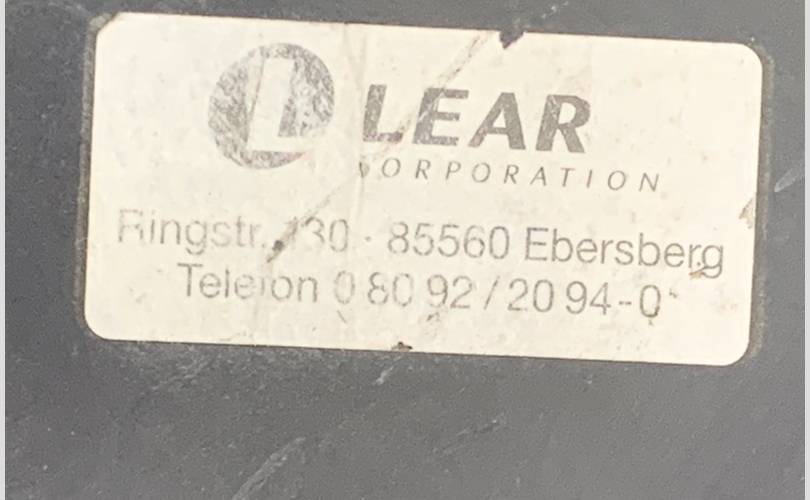 L LEAR
CORPORATION
Ringstr. 130 - 85560 Ebersberg
Telefon 0 80 92 / 20 94-0